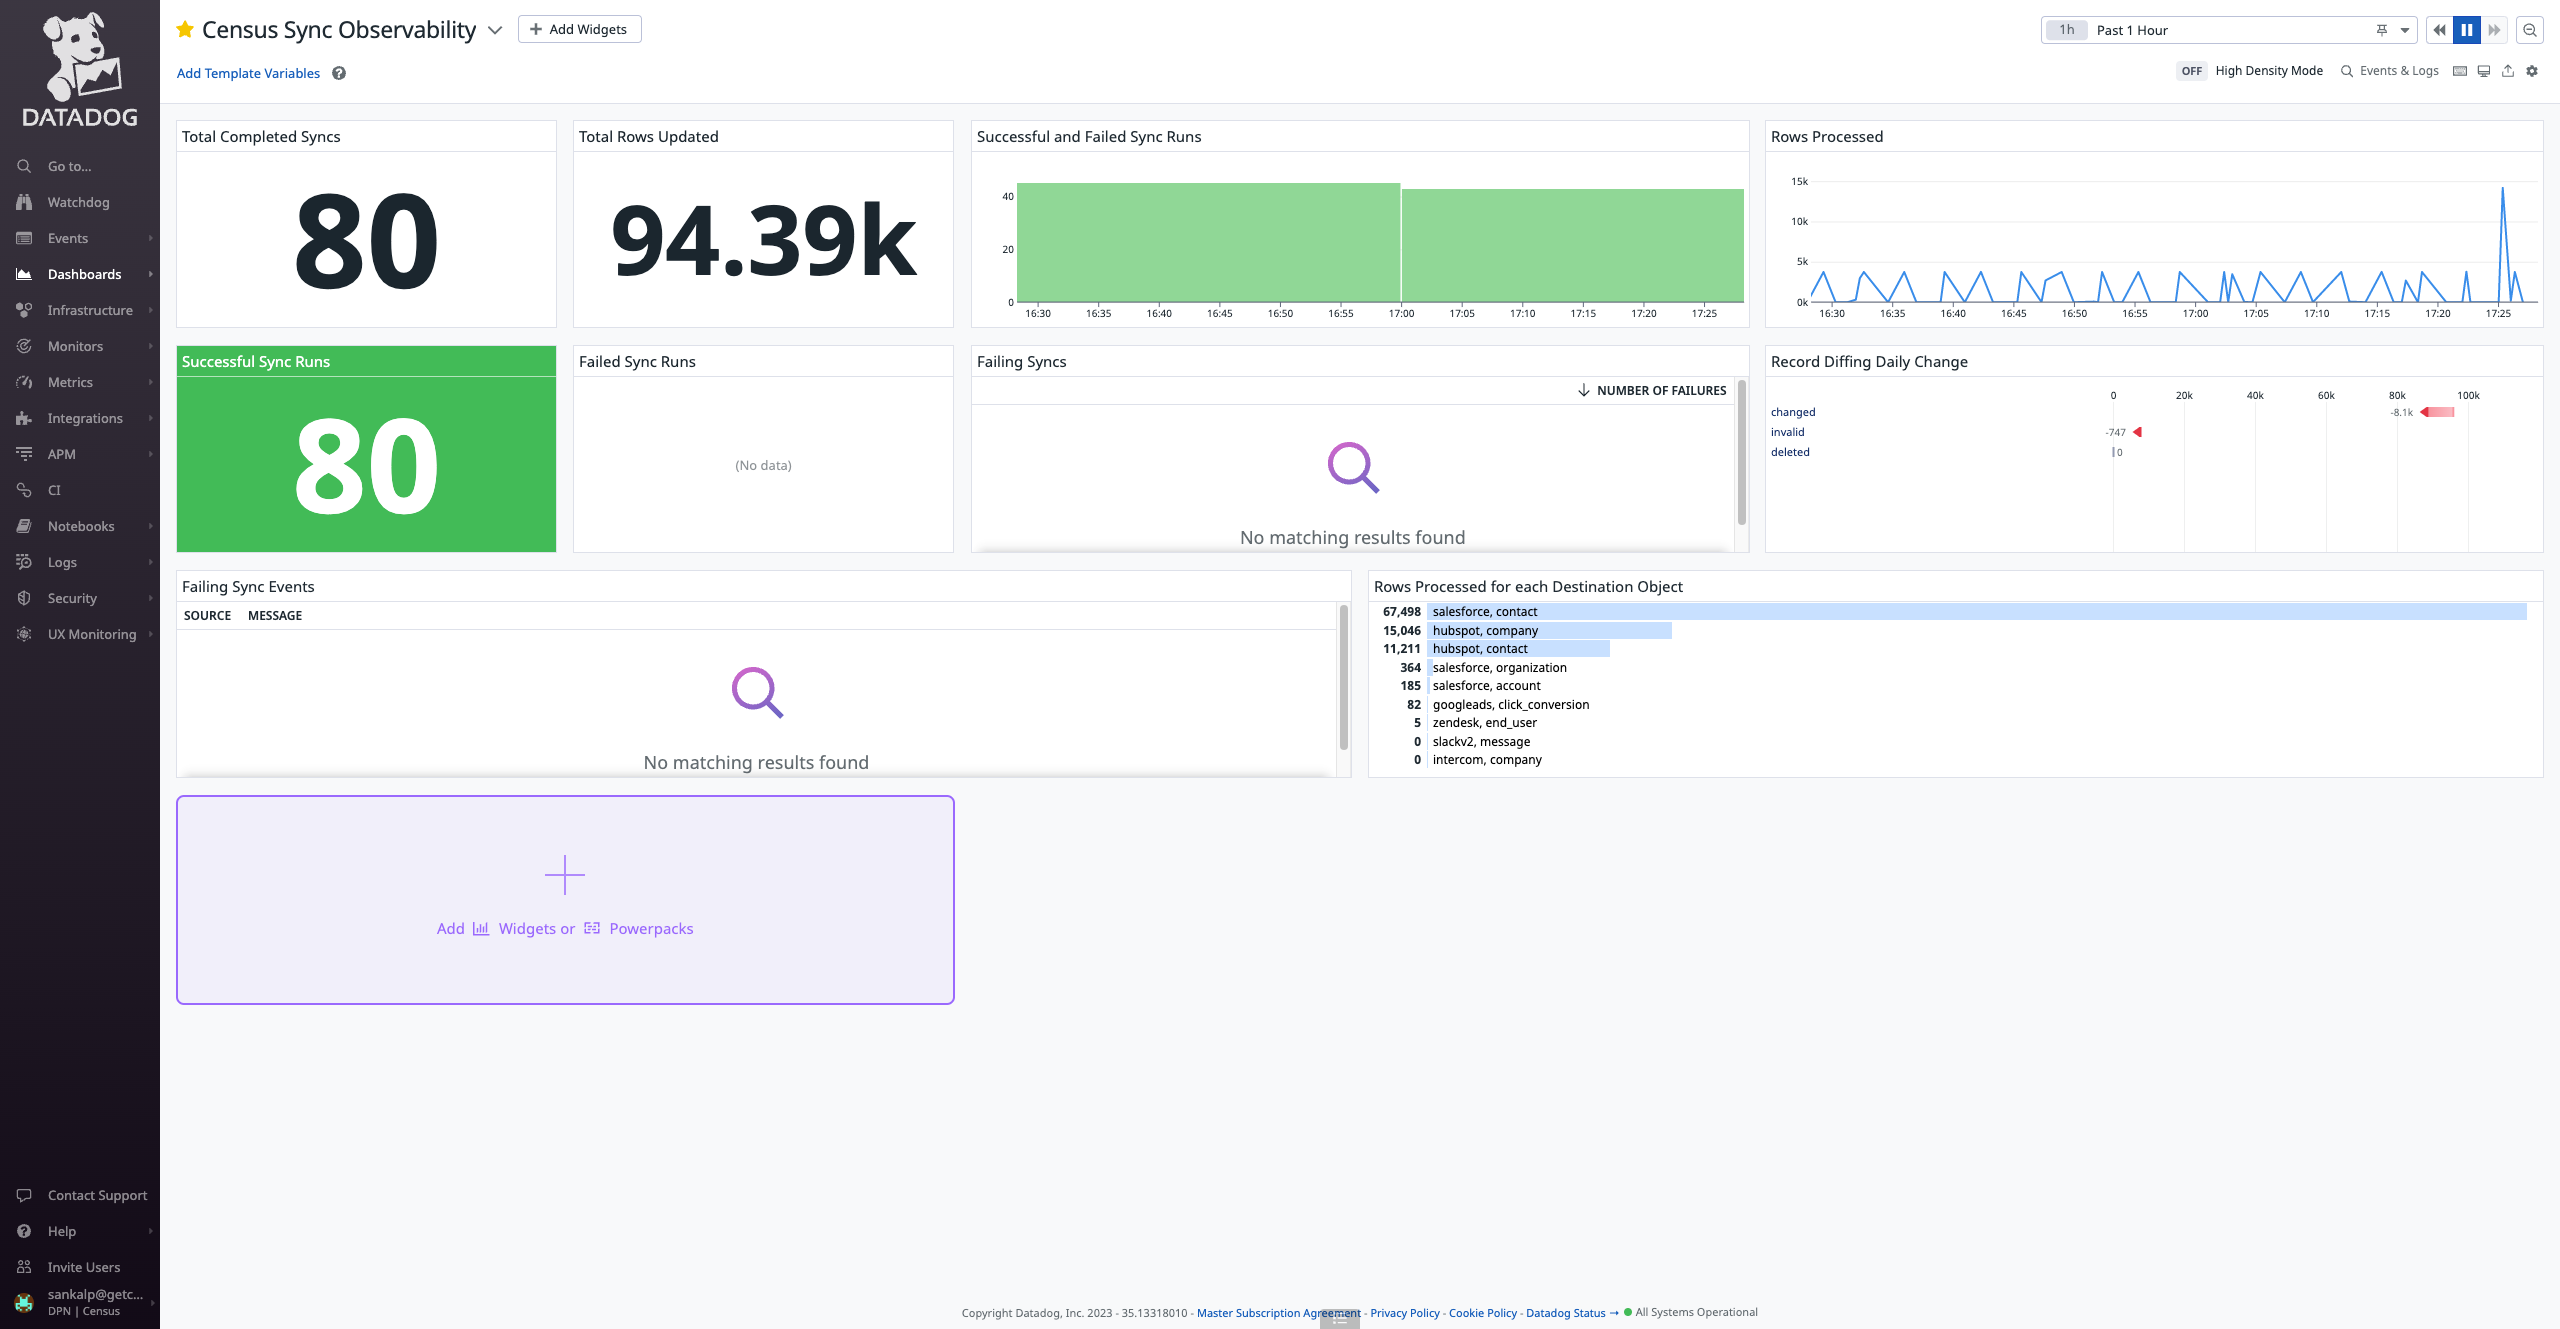 DATADOG
Go to...
Watchdog
Events
Dashboards
Infrastructure
Monitors
Metrics
Integrations
APM
CI
Notebooks
Logs
Security
UX Monitoring
Contact Support
Help
Invite Users
sankalp@getc...
DPN | Census
Census Sync Observability
Add Widgets
1h Past 1 Hour
Add Template Variables
OFF High Density Mode Events & Logs
Total Completed Syncs
80
Total Rows Updated
94.39k
Successful and Failed Sync Runs
40
20
0
16:30 16:35 16:40 16:45 16:50 16:55 17:00 17:05 17:10 17:15 17:20 17:25
Rows Processed
15k
10k
5k
0k
16:30 16:35 16:40 16:45 16:50 16:55 17:00 17:05 17:10 17:15 17:20 17:25
Successful Sync Runs
80
Failed Sync Runs
(No data)
Failing Syncs
NUMBER OF FAILURES
No matching results found
Record Diffing Daily Change
0 20k 40k 60k 80k 100k
changed -8.1k
invalid -747
deleted 0
Failing Sync Events
SOURCE MESSAGE
No matching results found
Rows Processed for each Destination Object
67,498 salesforce, contact
15,046 hubspot, company
11,211 hubspot, contact
364 salesforce, organization
185 salesforce, account
82 googleads, click_conversion
5 zendesk, end_user
0 slackv2, message
0 intercom, company
Add Widgets or Powerpacks
Copyright Datadog, Inc. 2023 - 35.13318010 - Master Subscription Agreement - Privacy Policy - Cookie Policy - Datadog Status → All Systems Operational